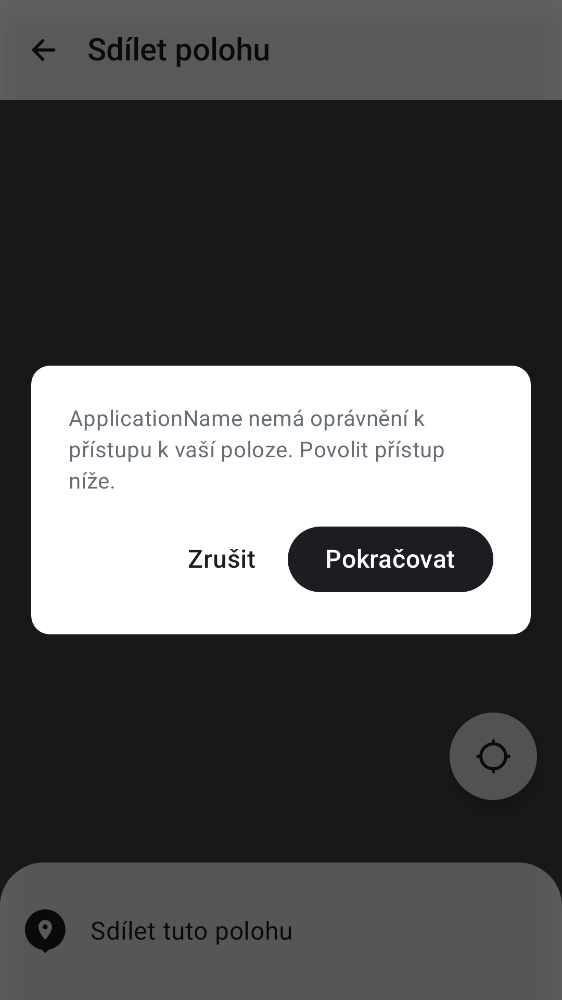 Sdílet polohu
ApplicationName nemá oprávnění k
přístupu k vaší poloze. Povolit přístup
níže.
Zrušit
Pokračovat
Sdílet tuto polohu